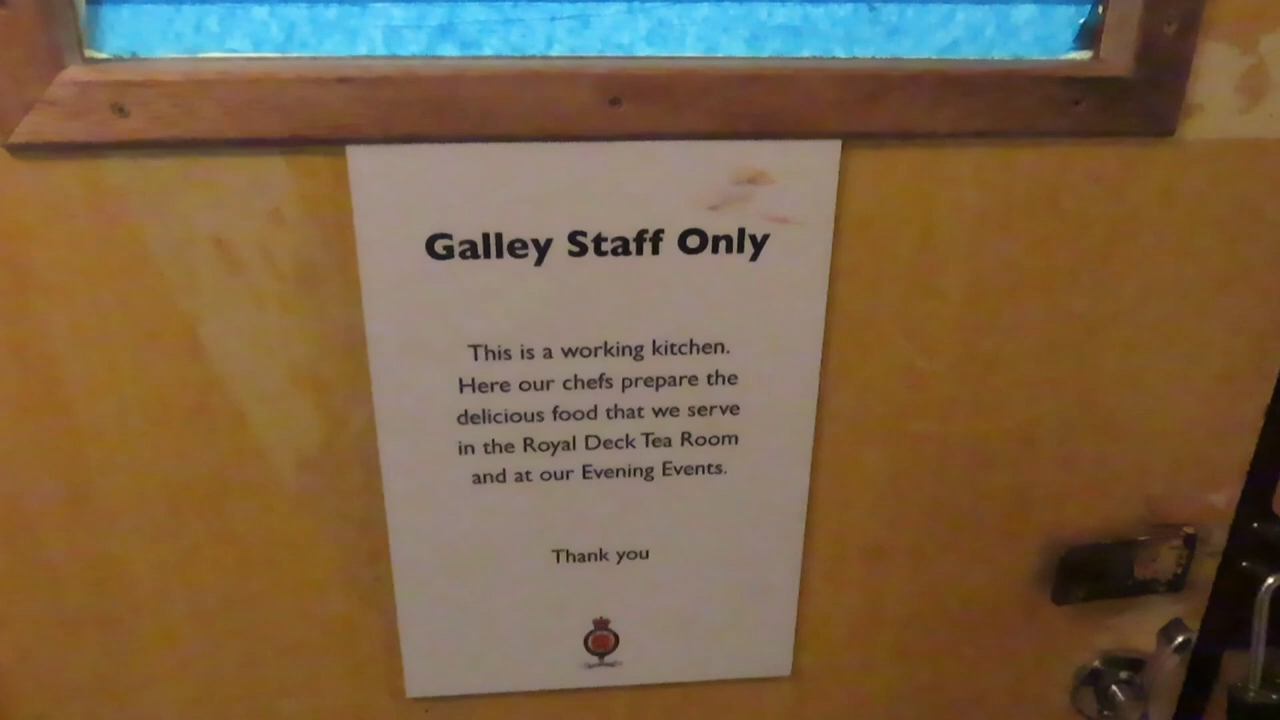 Galley Staff Only
This is a working kitchen.
Here our chefs prepare the
delicious food that we serve
in the Royal Deck Tea Room
and at our Evening Events.
Thank you